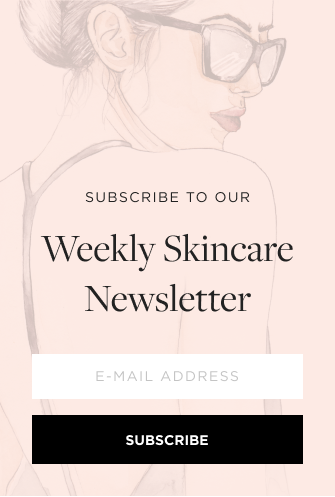 SUBSCRIBE TO OUR
Weekly Skincare
Newsletter
E-MAIL ADDRESS
SUBSCRIBE